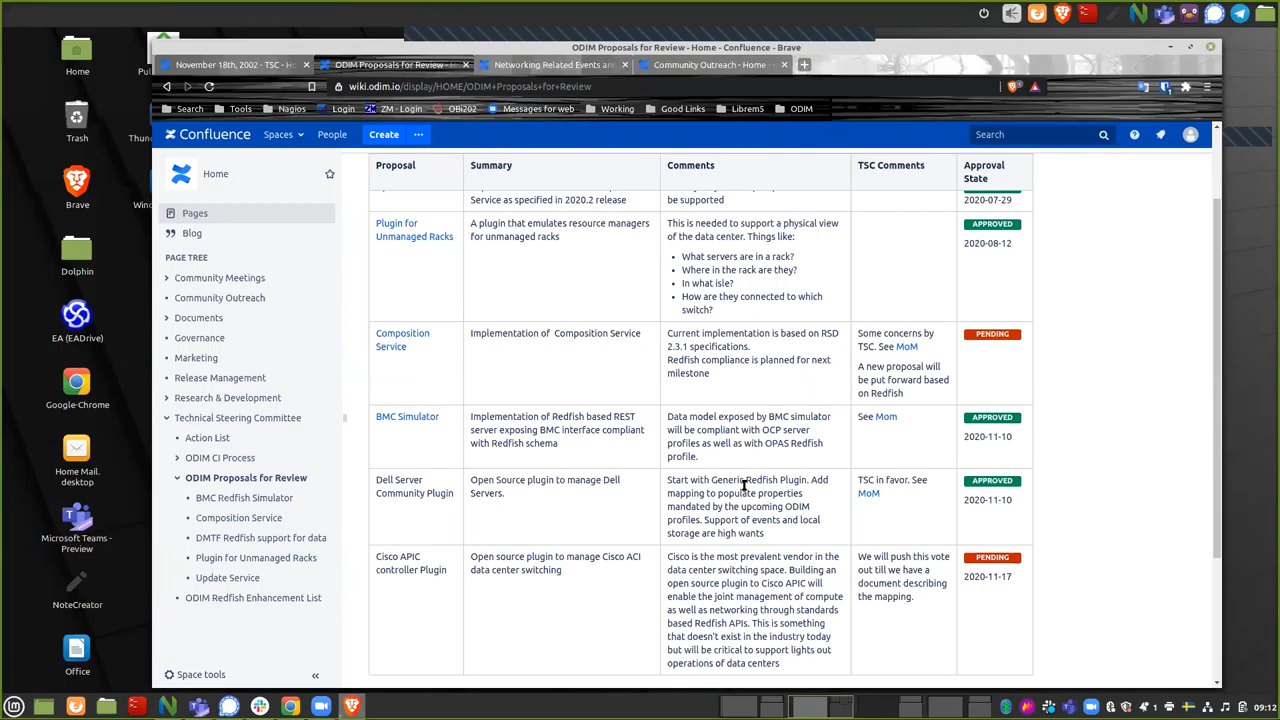 ODIM Proposals for Review - Home - Confluence - Brave
November 18th, 2002 - TSC - Ho
ODIM Proposals for Review -
Networking Related Events an
Community Outreach - Home -
wiki.odim.io/display/HOME/ODIM+Proposals+for+Review
Search
Tools
Nagios
Login
ZM - Login
OBi202
Messages for web
Working
Good Links
Librem5
ODIM
Confluence
Spaces
People
Create
Search
Home
Trash
Brave
Dolphin
EA (EADrive)
Google-Chrome
Home Mail.
desktop
Microsoft Teams -
Preview
NoteCreator
Office
Home
Pages
Blog
PAGE TREE
Community Meetings
Community Outreach
Documents
Governance
Marketing
Release Management
Research & Development
Technical Steering Committee
Action List
ODIM CI Process
ODIM Proposals for Review
BMC Redfish Simulator
Composition Service
DMTF Redfish support for data
Plugin for Unmanaged Racks
Update Service
ODIM Redfish Enhancement List
Space tools
Proposal
Summary
Comments
TSC Comments
Approval
State
Service as specified in 2020.2 release
be supported
2020-07-29
Plugin for
Unmanaged Racks
A plugin that emulates resource managers
for unmanaged racks
This is needed to support a physical view
of the data center. Things like:
• What servers are in a rack?
• Where in the rack are they?
• In what isle?
• How are they connected to which
switch?
APPROVED
2020-08-12
Composition
Service
Implementation of Composition Service
Current implementation is based on RSD
2.3.1 specifications.
Redfish compliance is planned for next
milestone
Some concerns by
TSC. See MoM
A new proposal will
be put forward based
on Redfish
PENDING
BMC Simulator
Implementation of Redfish based REST
server exposing BMC interface compliant
with Redfish schema
Data model exposed by BMC simulator
will be compliant with OCP server
profiles as well as with OPAS Redfish
profile.
See Mom
APPROVED
2020-11-10
Dell Server
Community Plugin
Open Source plugin to manage Dell
Servers.
Start with Generic Redfish Plugin. Add
mapping to populate properties
mandated by the upcoming ODIM
profiles. Support of events and local
storage are high wants
TSC in favor. See
MoM
APPROVED
2020-11-10
Cisco APIC
controller Plugin
Open source plugin to manage Cisco ACI
data center switching
Cisco is the most prevalent vendor in the
data center switching space. Building an
open source plugin to Cisco APIC will
enable the joint management of compute
as well as networking through standards
based Redfish APIs. This is something
that doesn't exist in the industry today
but will be critical to support lights out
operations of data centers
We will push this vote
out till we have a
document describing
the mapping.
PENDING
2020-11-17
09:12